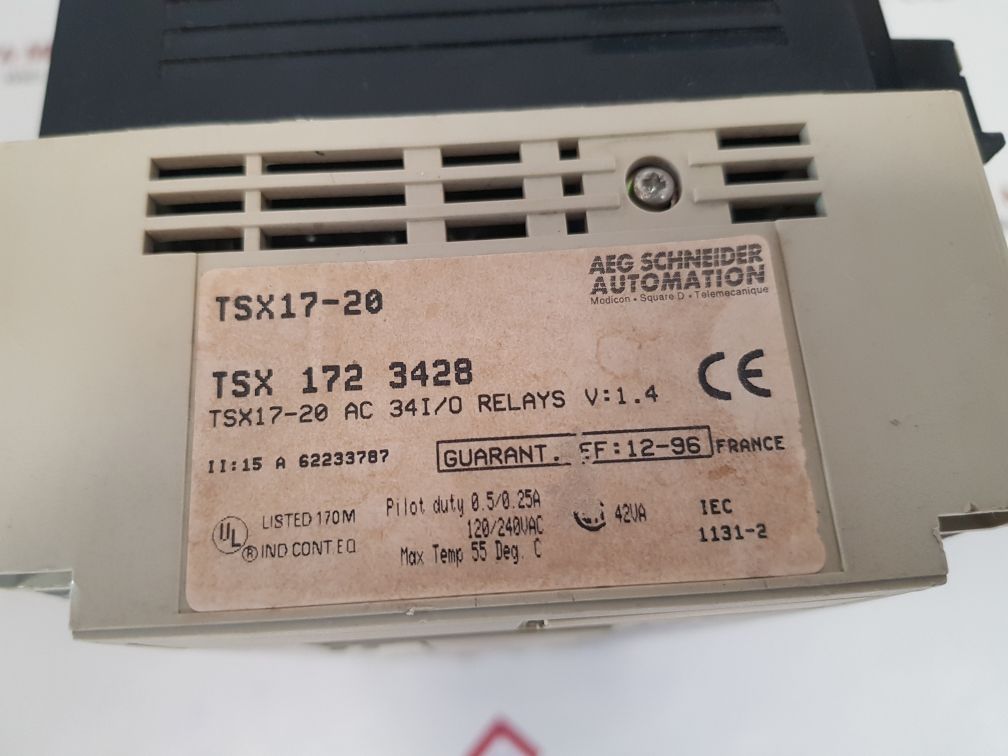 AEG SCHNEIDER
AUTOMATION
Modicon • Square D • Telemecanique
TSX17-20
TSX 172 3428
TSX17-20 AC 34I/O RELAYS V:1.4
CE
II:15 A 62233787
GUARANT. EF:12-96 FRANCE
UL ® LISTED 170M
IND CONT. EQ
Pilot duty 0.5/0.25A
120/240VAC
Max Temp 55 Deg. C
42VA
IEC
1131-2